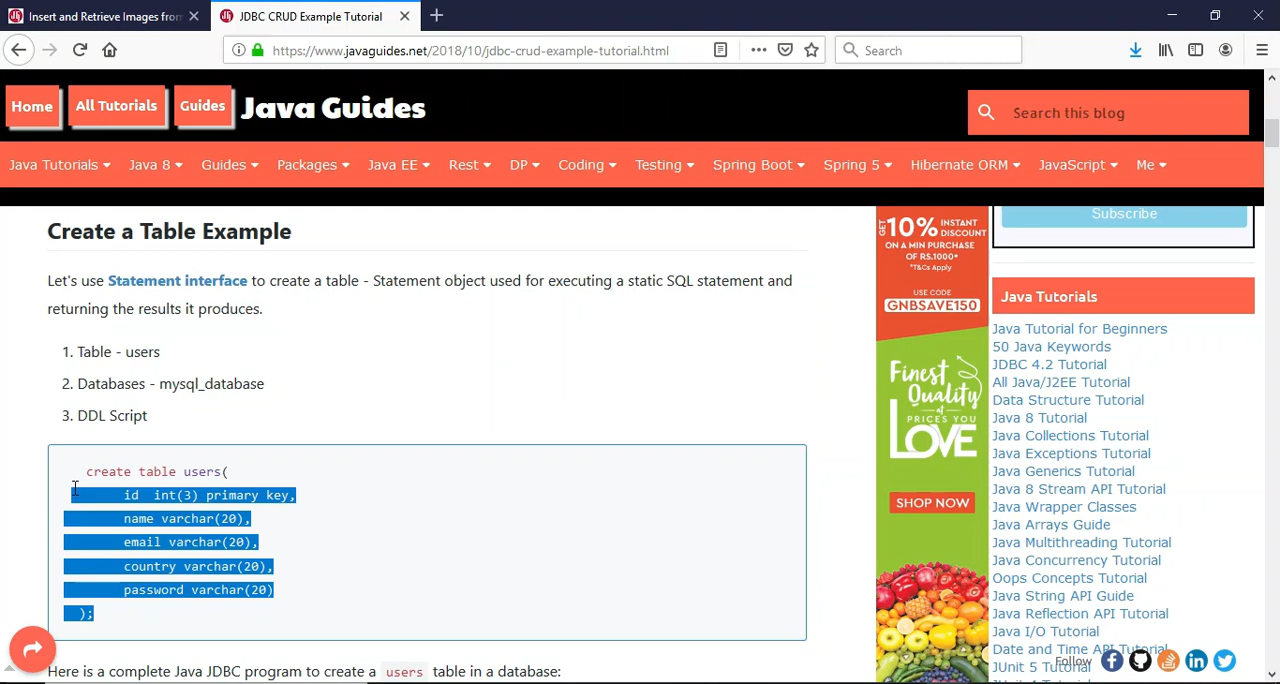 Insert and Retrieve Images from
JDBC CRUD Example Tutorial
https://www.javaguides.net/2018/10/jdbc-crud-example-tutorial.html
Search
Home
All Tutorials
Guides
Java Guides
Search this blog
Java Tutorials
Java 8
Guides
Packages
Java EE
Rest
DP
Coding
Testing
Spring Boot
Spring 5
Hibernate ORM
JavaScript
Me
Create a Table Example
Let's use Statement interface to create a table - Statement object used for executing a static SQL statement and
returning the results it produces.
1. Table - users
2. Databases - mysql_database
3. DDL Script
create table users(
id int(3) primary key,
name varchar(20),
email varchar(20),
country varchar(20),
password varchar(20)
);
Here is a complete Java JDBC program to create a users table in a database:
GET
10% INSTANT
DISCOUNT
ON A MIN PURCHASE
OF RS.1000*
*T&Cs Apply
USE CODE
GNBSAVE150
Finest
Quality
at
PRICES YOU
LOVE
SHOP NOW
Subscribe
Java Tutorials
Java Tutorial for Beginners
50 Java Keywords
JDBC 4.2 Tutorial
All Java/J2EE Tutorial
Data Structure Tutorial
Java 8 Tutorial
Java Collections Tutorial
Java Exceptions Tutorial
Java Generics Tutorial
Java 8 Stream API Tutorial
Java Wrapper Classes
Java Arrays Guide
Java Multithreading Tutorial
Java Concurrency Tutorial
Oops Concepts Tutorial
Java String API Guide
Java Reflection API Tutorial
Java I/O Tutorial
Date and Time API Tutorial
JUnit 5 Tutorial
Follow